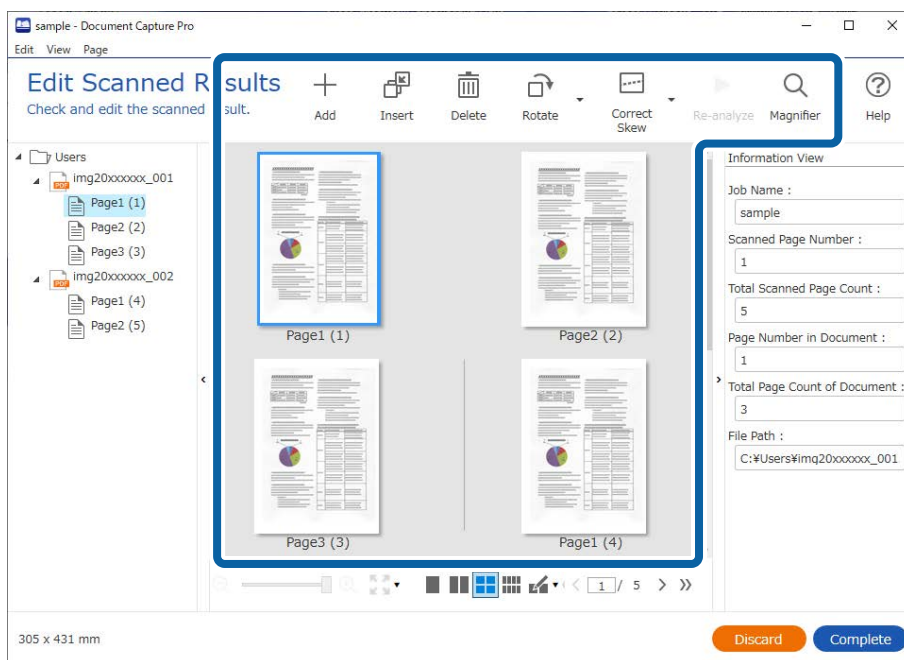 sample - Document Capture Pro
Edit View Page
Edit Scanned Results
Check and edit the scanned result.
Add
Insert
Delete
Rotate
Correct
Skew
Re-analyze
Magnifier
Help
Users
img20xxxxxx_001
PDF
Page1 (1)
Page2 (2)
Page3 (3)
img20xxxxxx_002
PDF
Page1 (4)
Page2 (5)
Page1 (1)
Page2 (2)
Page3 (3)
Page1 (4)
Information View
Job Name :
sample
Scanned Page Number :
1
Total Scanned Page Count :
5
Page Number in Document :
1
Total Page Count of Document :
3
File Path :
C:¥Users¥img20xxxxxx_001
1 / 5
305 x 431 mm
Discard
Complete